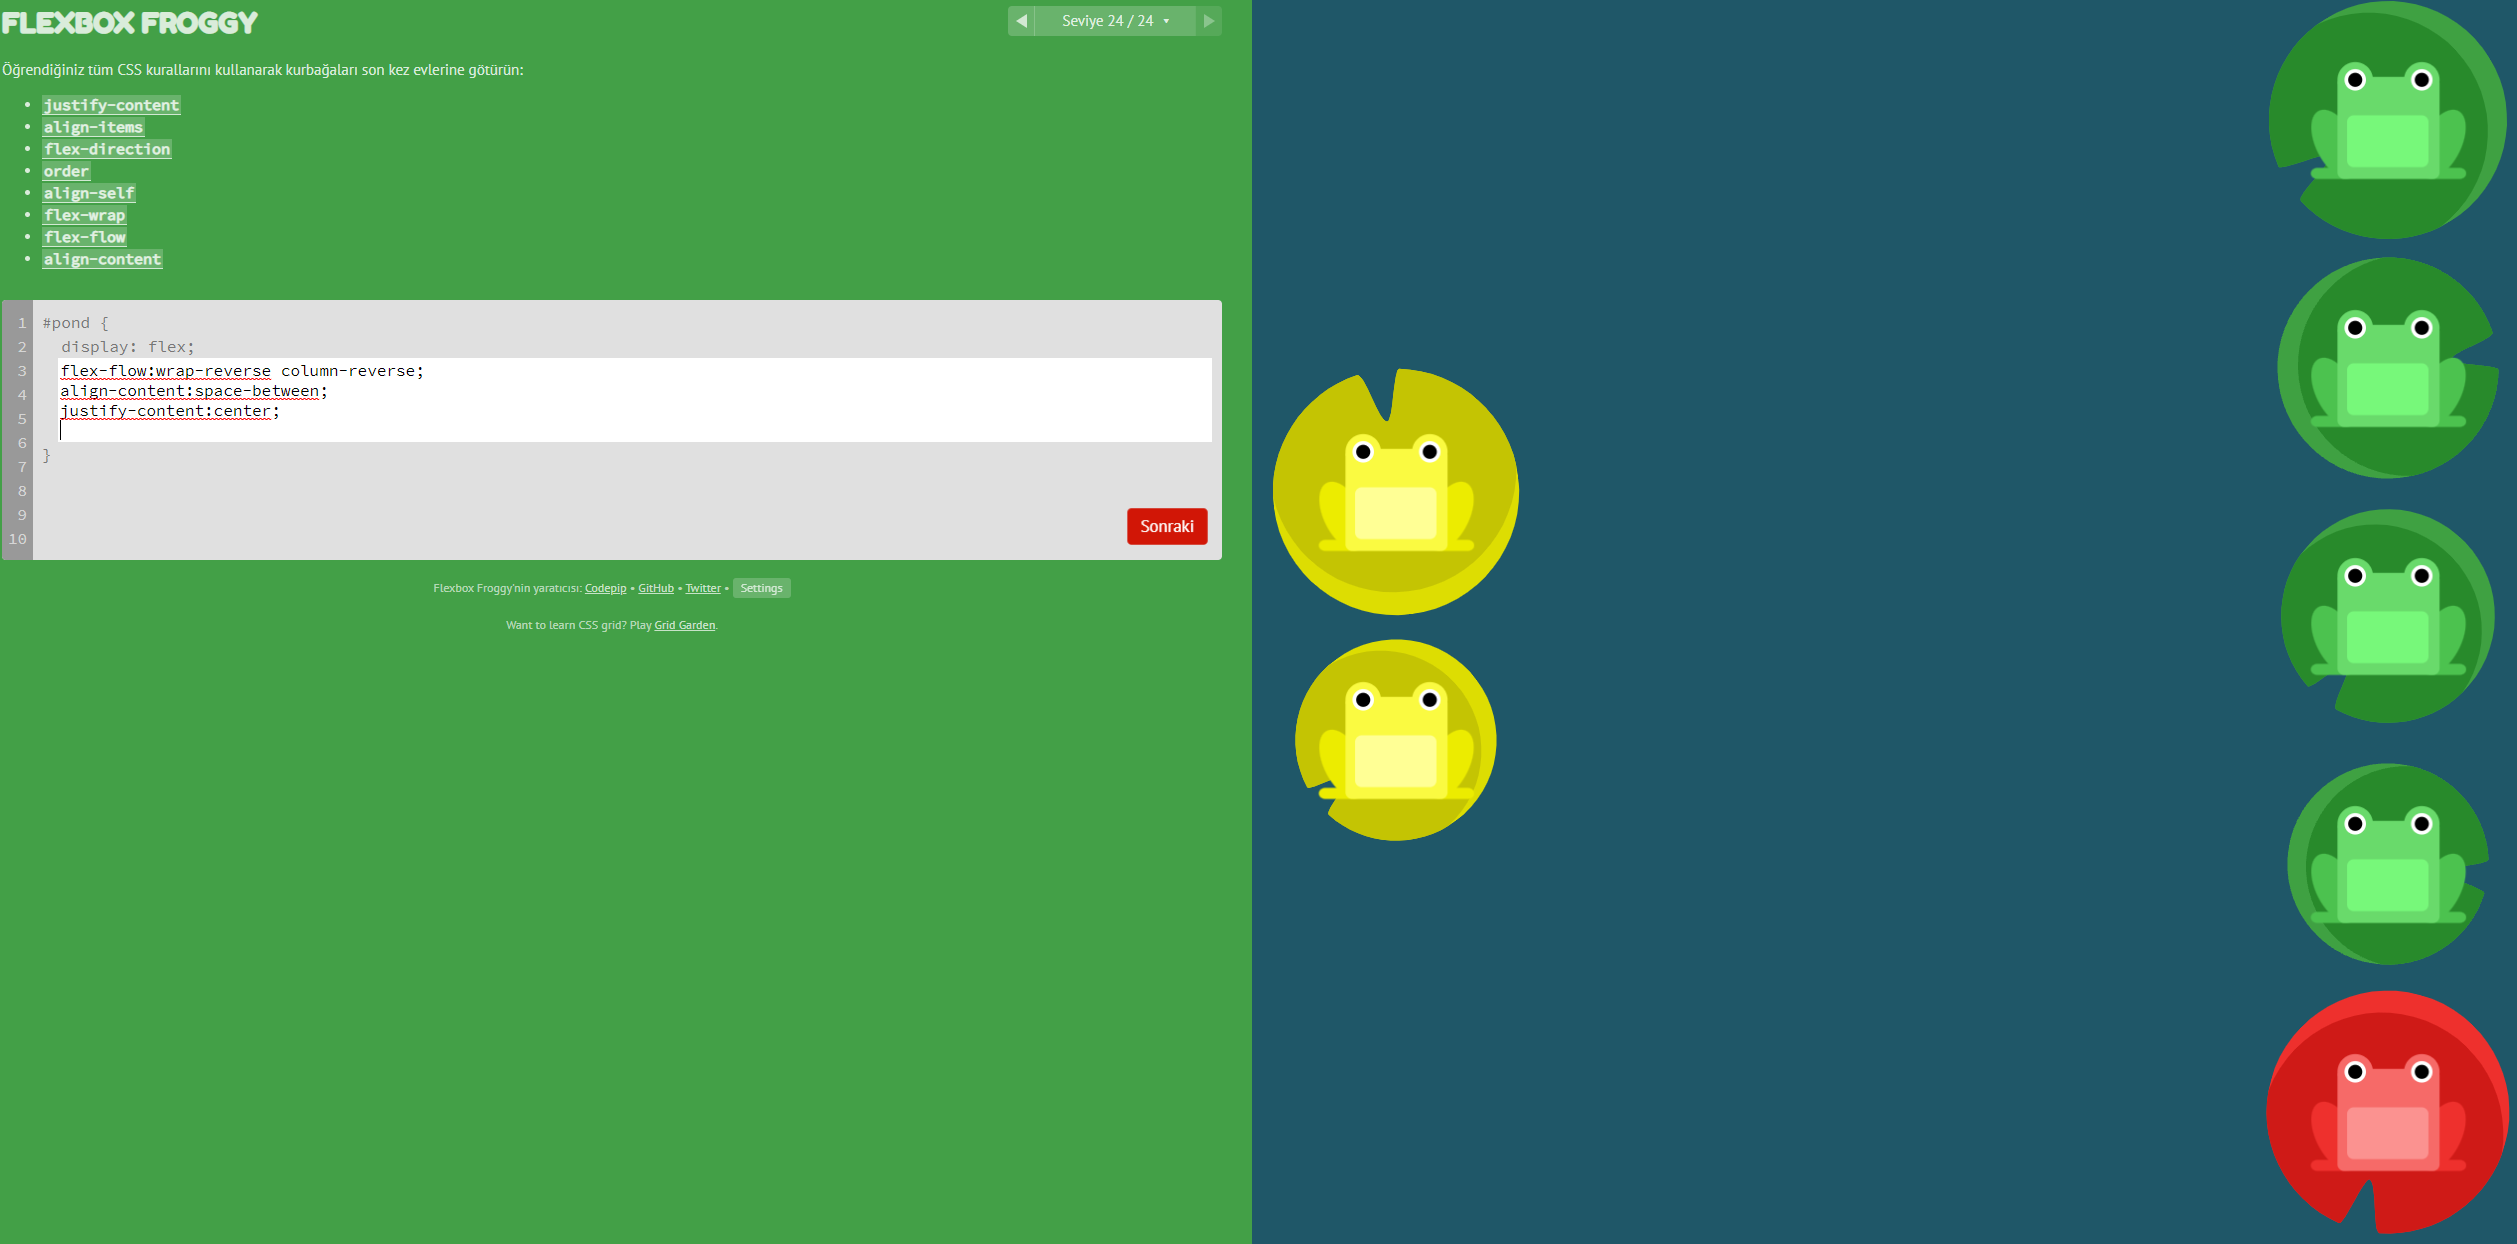 FLEXBOX FROGGY
Seviye 24 / 24
Öğrendiğiniz tüm CSS kurallarını kullanarak kurbağaları son kez evlerine götürün:
justify-content
align-items
flex-direction
order
align-self
flex-wrap
flex-flow
align-content
1 #pond {
2 display: flex;
3 flex-flow:wrap-reverse column-reverse;
4 align-content:space-between;
5 justify-content:center;
6 }
7
8
9
10
Sonraki
Flexbox Froggy'nin yaratıcısı: Codepip • GitHub • Twitter • Settings
Want to learn CSS grid? Play Grid Garden.